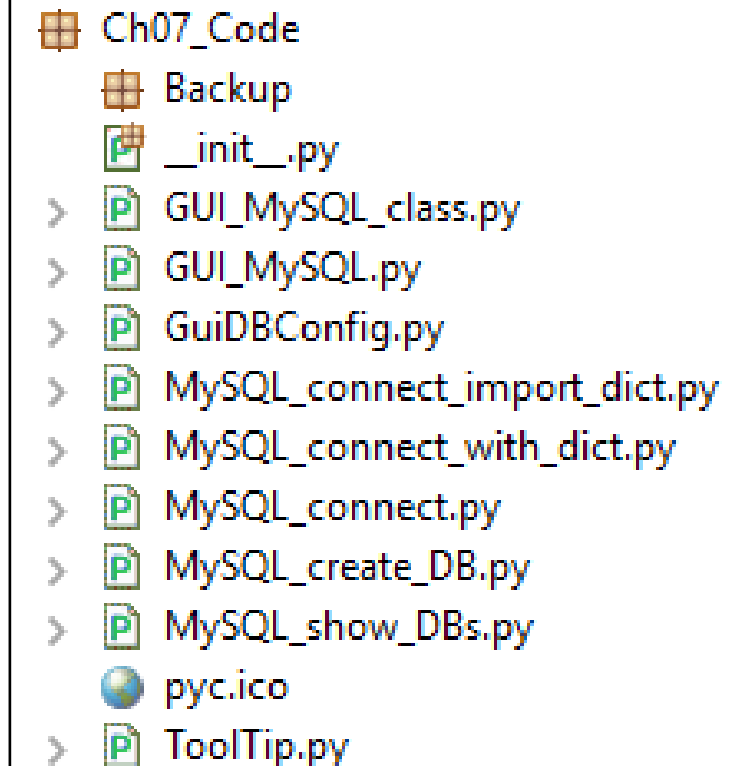 Ch07_Code
Backup
__init__.py
GUI_MySQL_class.py
GUI_MySQL.py
GuiDBConfig.py
MySQL_connect_import_dict.py
MySQL_connect_with_dict.py
MySQL_connect.py
MySQL_create_DB.py
MySQL_show_DBs.py
pyc.ico
ToolTip.py